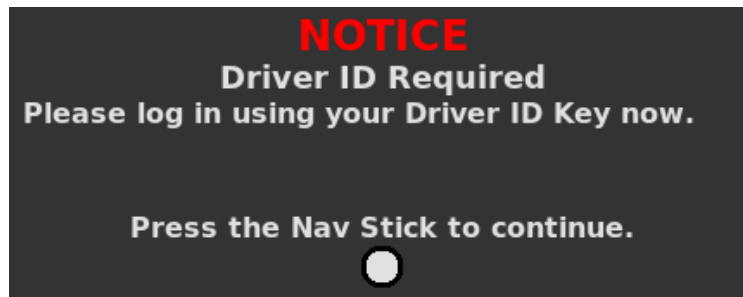 NOTICE
Driver ID Required
Please log in using your Driver ID Key now.
Press the Nav Stick to continue.